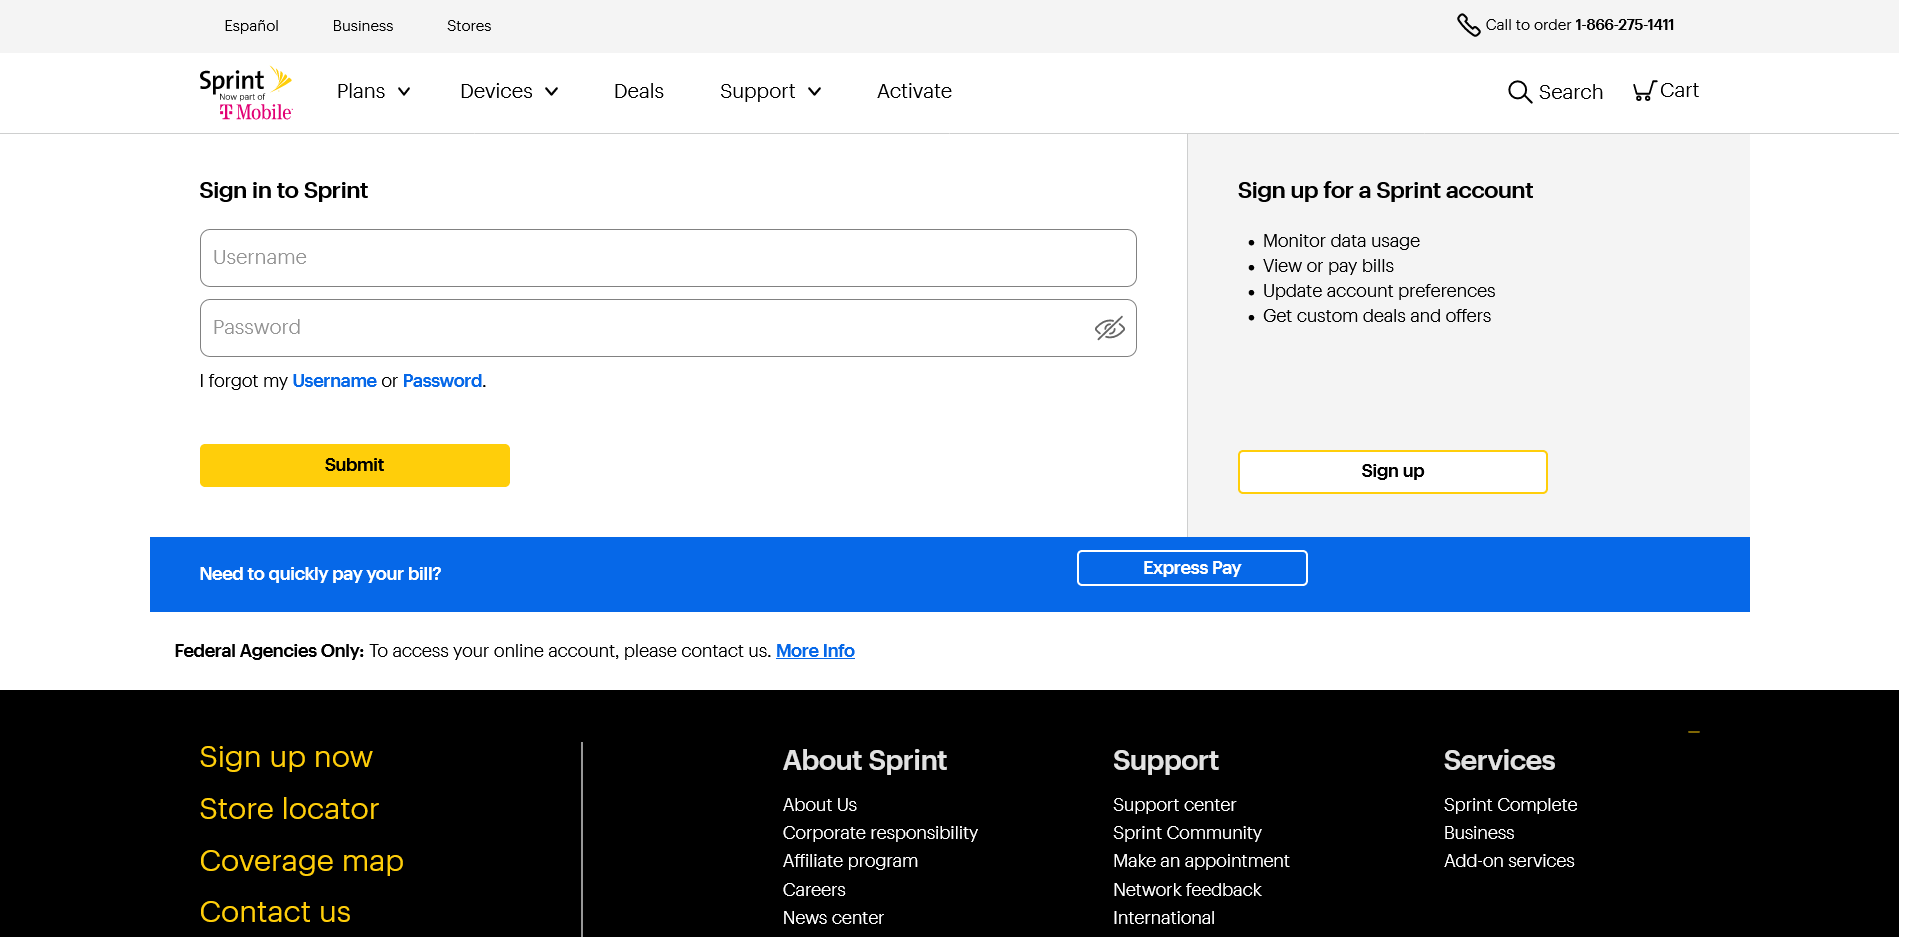 Español Business Stores Call to order 1-866-275-1411
Sprint
Now part of
T Mobile
Plans Devices Deals Support Activate Search Cart
Sign in to Sprint
Username
Password
I forgot my Username or Password.
Submit
Sign up for a Sprint account
• Monitor data usage
• View or pay bills
• Update account preferences
• Get custom deals and offers
Sign up
Need to quickly pay your bill? Express Pay
Federal Agencies Only: To access your online account, please contact us. More Info
Sign up now
Store locator
Coverage map
Contact us
About Sprint
About Us
Corporate responsibility
Affiliate program
Careers
News center
Support
Support center
Sprint Community
Make an appointment
Network feedback
International
Services
Sprint Complete
Business
Add-on services